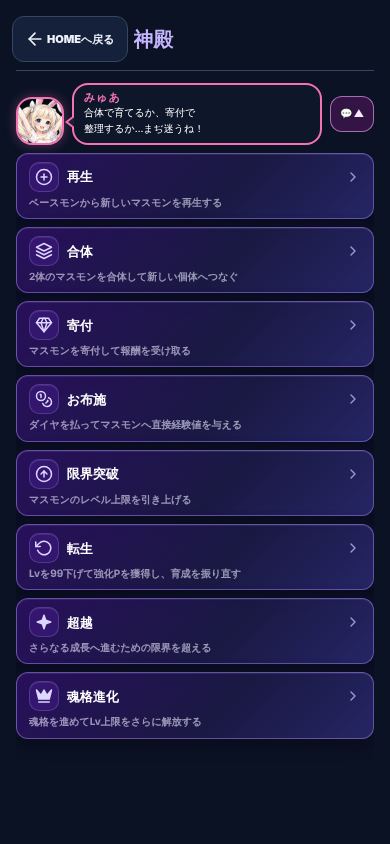 HOMEへ戻る 神殿
みゅあ
合体で育てるか、寄付で
整理するか…まぢ迷うね！
再生
ベースモンから新しいマスモンを再生する
合体
2体のマスモンを合体して新しい個体へつなぐ
寄付
マスモンを寄付して報酬を受け取る
お布施
ダイヤを払ってマスモンへ直接経験値を与える
限界突破
マスモンのレベル上限を引き上げる
転生
Lvを99下げて強化Pを獲得し、育成を振り直す
超越
さらなる成長へ進むための限界を超える
魂格進化
魂格を進めてLv上限をさらに解放する